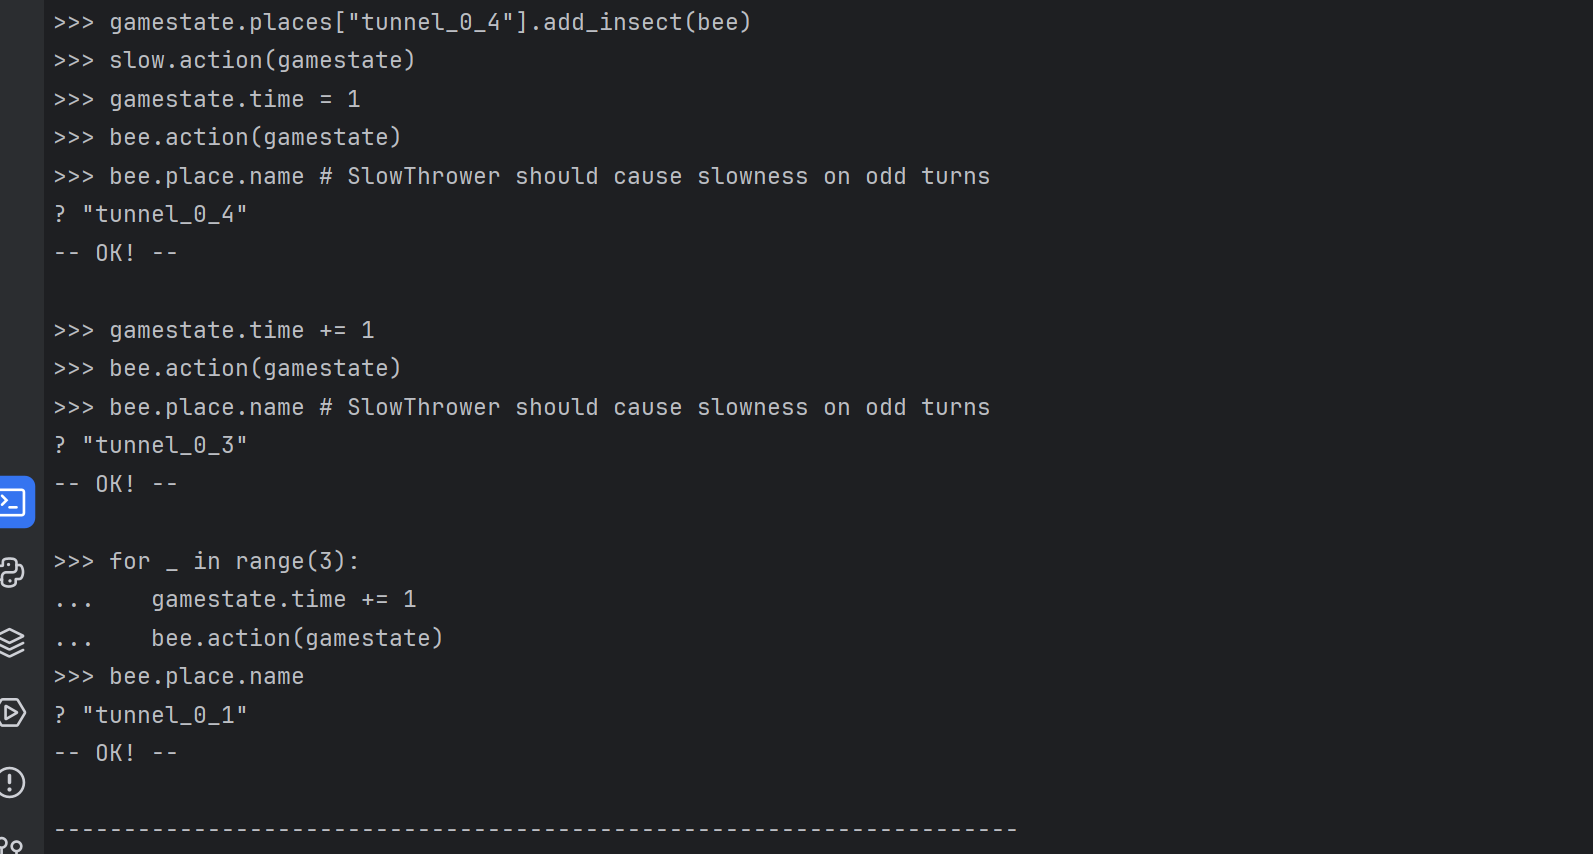 >>> gamestate.places["tunnel_0_4"].add_insect(bee)
>>> slow.action(gamestate)
>>> gamestate.time = 1
>>> bee.action(gamestate)
>>> bee.place.name # SlowThrower should cause slowness on odd turns
? "tunnel_0_4"
-- OK! --
>>> gamestate.time += 1
>>> bee.action(gamestate)
>>> bee.place.name # SlowThrower should cause slowness on odd turns
? "tunnel_0_3"
-- OK! --
>>> for _ in range(3):
...    gamestate.time += 1
...    bee.action(gamestate)
>>> bee.place.name
? "tunnel_0_1"
-- OK! --
---------------------------------------------------------------------